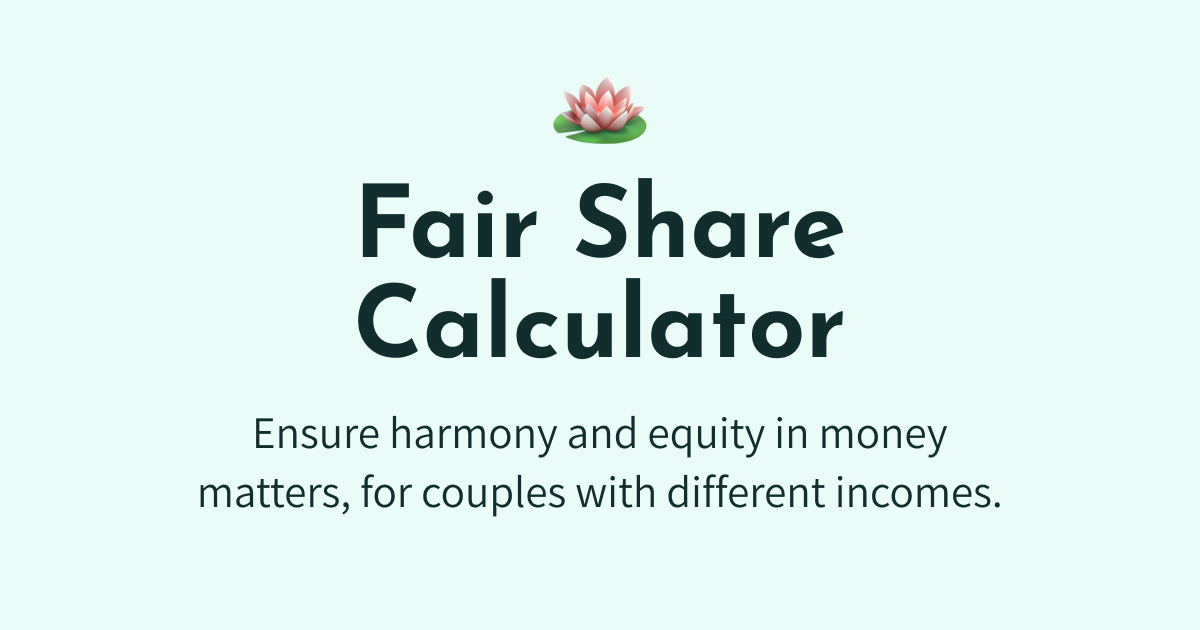 Fair Share
Calculator
Ensure harmony and equity in money
matters, for couples with different incomes.